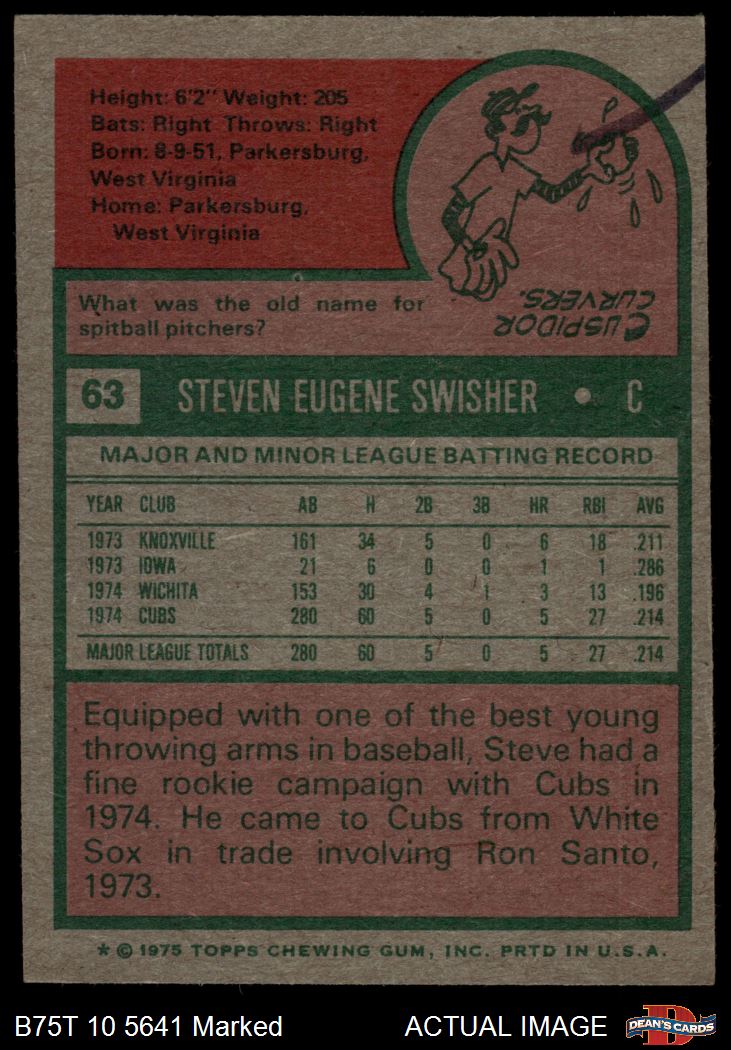 Height: 6'2" Weight: 205
Bats: Right Throws: Right
Born: 8-9-51, Parkersburg,
West Virginia
Home: Parkersburg,
West Virginia
What was the old name for
spitball pitchers?
CUSPIDOR
CURVERS.
63 STEVEN EUGENE SWISHER • C
MAJOR AND MINOR LEAGUE BATTING RECORD
YEAR CLUB AB H 2B 3B HR RBI AVG
1973 KNOXVILLE 161 34 5 0 6 18 .211
1973 IOWA 21 6 0 0 1 1 .286
1974 WICHITA 153 30 4 1 3 13 .196
1974 CUBS 280 60 5 0 5 27 .214
MAJOR LEAGUE TOTALS 280 60 5 0 5 27 .214
Equipped with one of the best young
throwing arms in baseball, Steve had a
fine rookie campaign with Cubs in
1974. He came to Cubs from White
Sox in trade involving Ron Santo,
1973.
* © 1975 TOPPS CHEWING GUM, INC. PRTD IN U.S.A.
B75T 10 5641 Marked ACTUAL IMAGE
D
DEAN'S CARDS